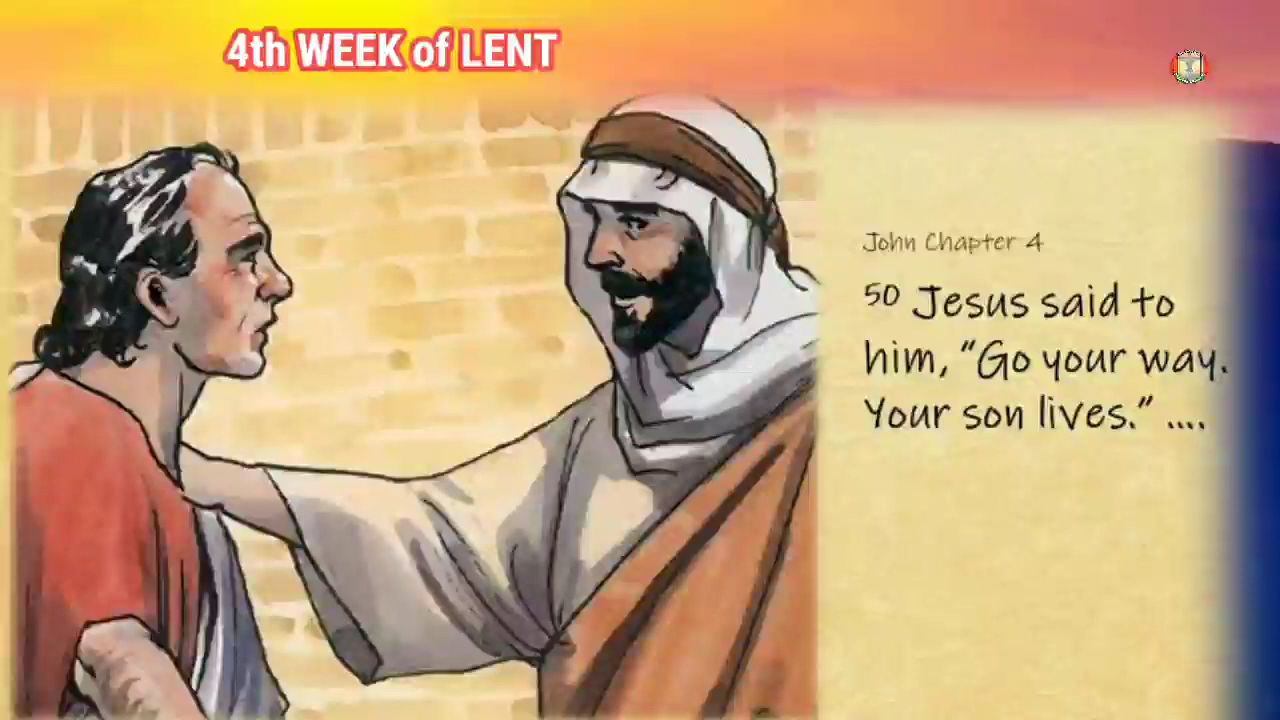 4th WEEK of LENT
John Chapter 4
50 Jesus said to
him, “Go your way.
Your son lives.” ....